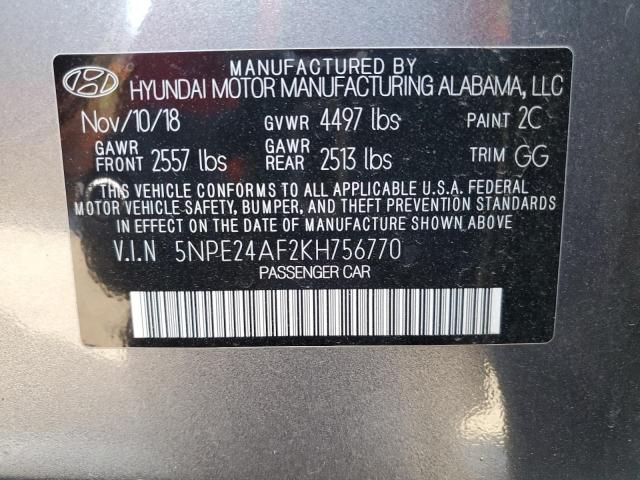 MANUFACTURED BY
HYUNDAI MOTOR MANUFACTURING ALABAMA, LLC
Nov/10/18 GVWR 4497 lbs PAINT 2C
GAWR FRONT 2557 lbs GAWR REAR 2513 lbs TRIM GG
THIS VEHICLE CONFORMS TO ALL APPLICABLE U.S.A. FEDERAL
MOTOR VEHICLE SAFETY, BUMPER, AND THEFT PREVENTION STANDARDS
IN EFFECT ON THE DATE OF MANUFACTURE SHOWN ABOVE.
V.I.N 5NPE24AF2KH756770
PASSENGER CAR